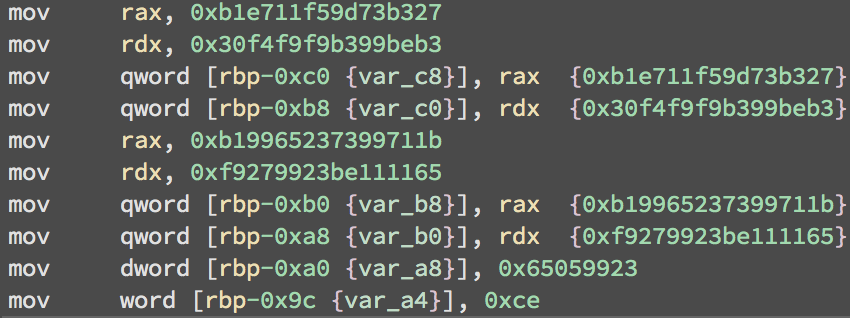 mov rax, 0xb1e711f59d73b327
mov rdx, 0x30f4f9f9b399beb3
mov qword [rbp-0xc0 {var_c8}], rax {0xb1e711f59d73b327}
mov qword [rbp-0xb8 {var_c0}], rdx {0x30f4f9f9b399beb3}
mov rax, 0xb19965237399711b
mov rdx, 0xf9279923be111165
mov qword [rbp-0xb0 {var_b8}], rax {0xb19965237399711b}
mov qword [rbp-0xa8 {var_b0}], rdx {0xf9279923be111165}
mov dword [rbp-0xa0 {var_a8}], 0x65059923
mov word [rbp-0x9c {var_a4}], 0xce